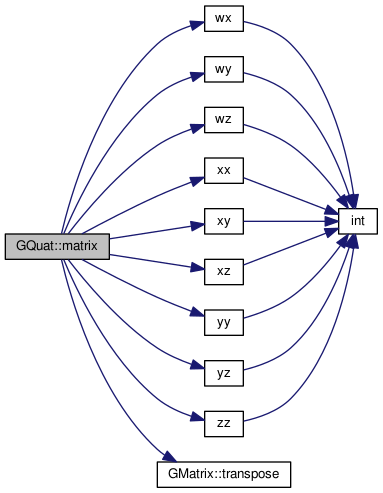 wx
wy
wz
xx
GQuat::matrix
xy
int
xz
yy
yz
zz
GMatrix::transpose